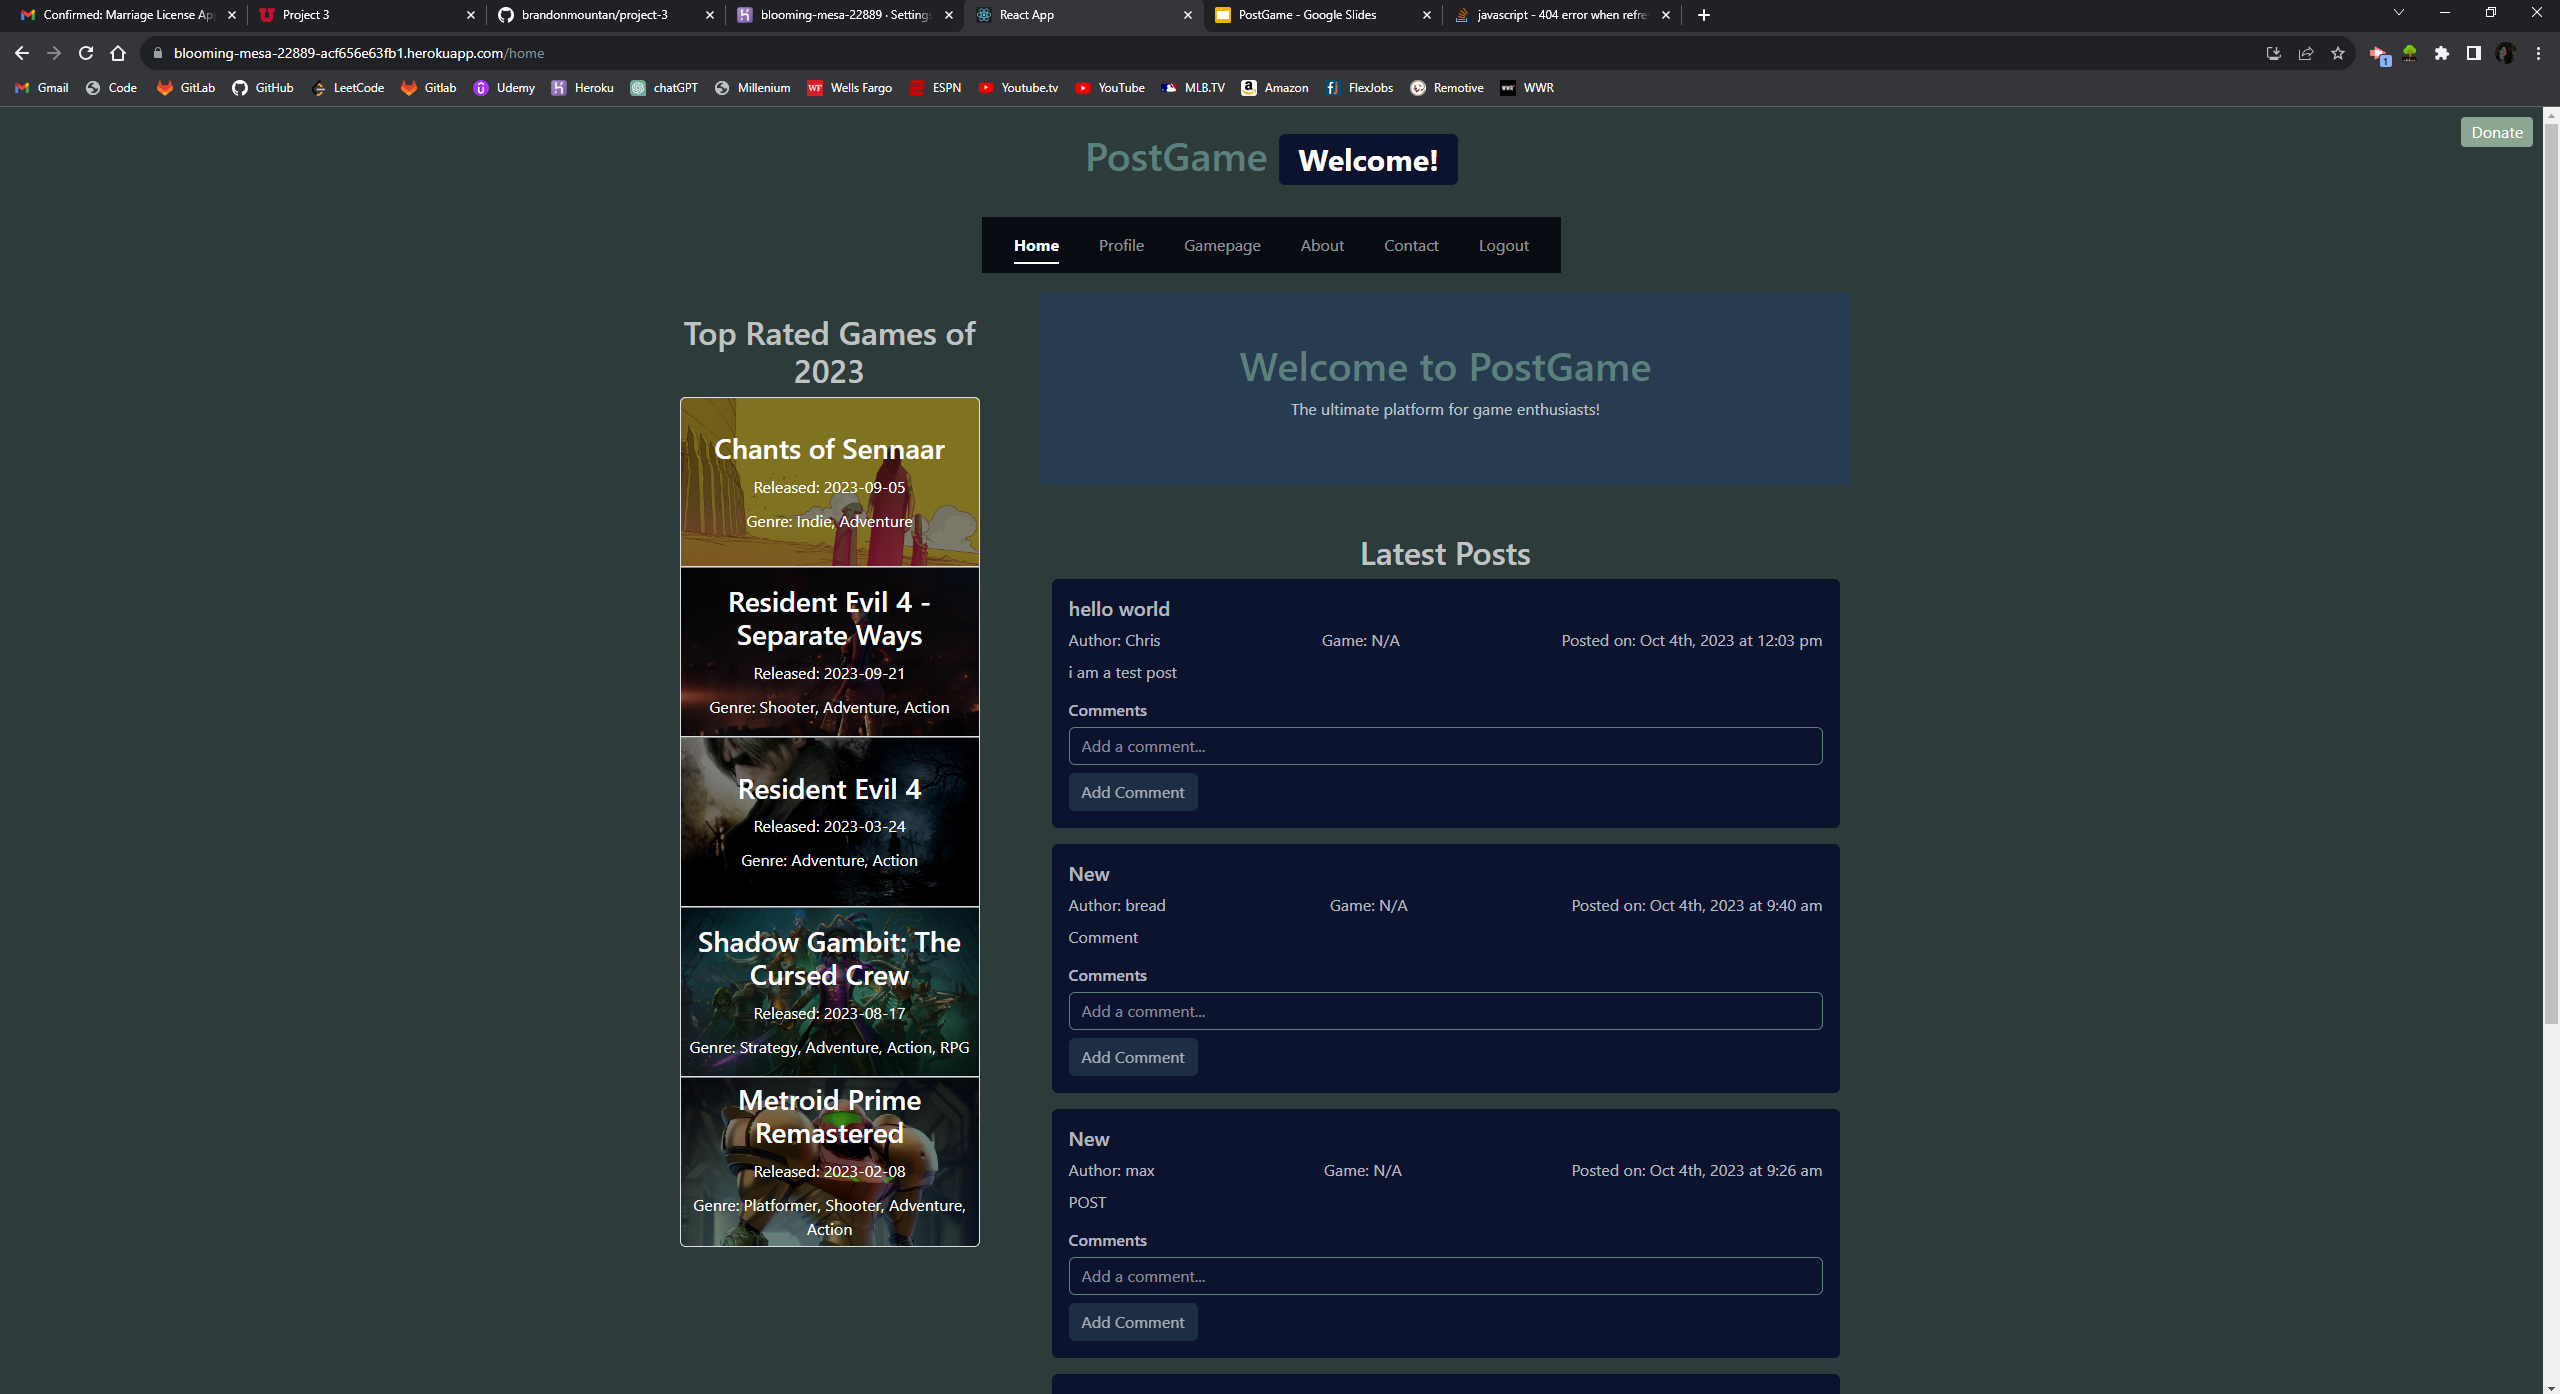 Confirmed: Marriage License Ap
Project 3
brandonmountan/project-3
blooming-mesa-22889 · Settings
React App
PostGame - Google Slides
javascript - 404 error when refre
blooming-mesa-22889-acf656e63fb1.herokuapp.com/home
1
Gmail
Code
GitLab
GitHub
LeetCode
Gitlab
Udemy
Heroku
chatGPT
Millenium
WF
Wells Fargo
ESPN
Youtube.tv
YouTube
MLB.TV
Amazon
FlexJobs
Remotive
WWR
Donate
PostGame Welcome!
Home Profile Gamepage About Contact Logout
Top Rated Games of
2023
Chants of Sennaar
Released: 2023-09-05
Genre: Indie, Adventure
Resident Evil 4 -
Separate Ways
Released: 2023-09-21
Genre: Shooter, Adventure, Action
Resident Evil 4
Released: 2023-03-24
Genre: Adventure, Action
Shadow Gambit: The
Cursed Crew
Released: 2023-08-17
Genre: Strategy, Adventure, Action, RPG
Metroid Prime
Remastered
Released: 2023-02-08
Genre: Platformer, Shooter, Adventure,
Action
Welcome to PostGame
The ultimate platform for game enthusiasts!
Latest Posts
hello world
Author: Chris Game: N/A Posted on: Oct 4th, 2023 at 12:03 pm
i am a test post
Comments
Add a comment...
Add Comment
New
Author: bread Game: N/A Posted on: Oct 4th, 2023 at 9:40 am
Comment
Comments
Add a comment...
Add Comment
New
Author: max Game: N/A Posted on: Oct 4th, 2023 at 9:26 am
POST
Comments
Add a comment...
Add Comment